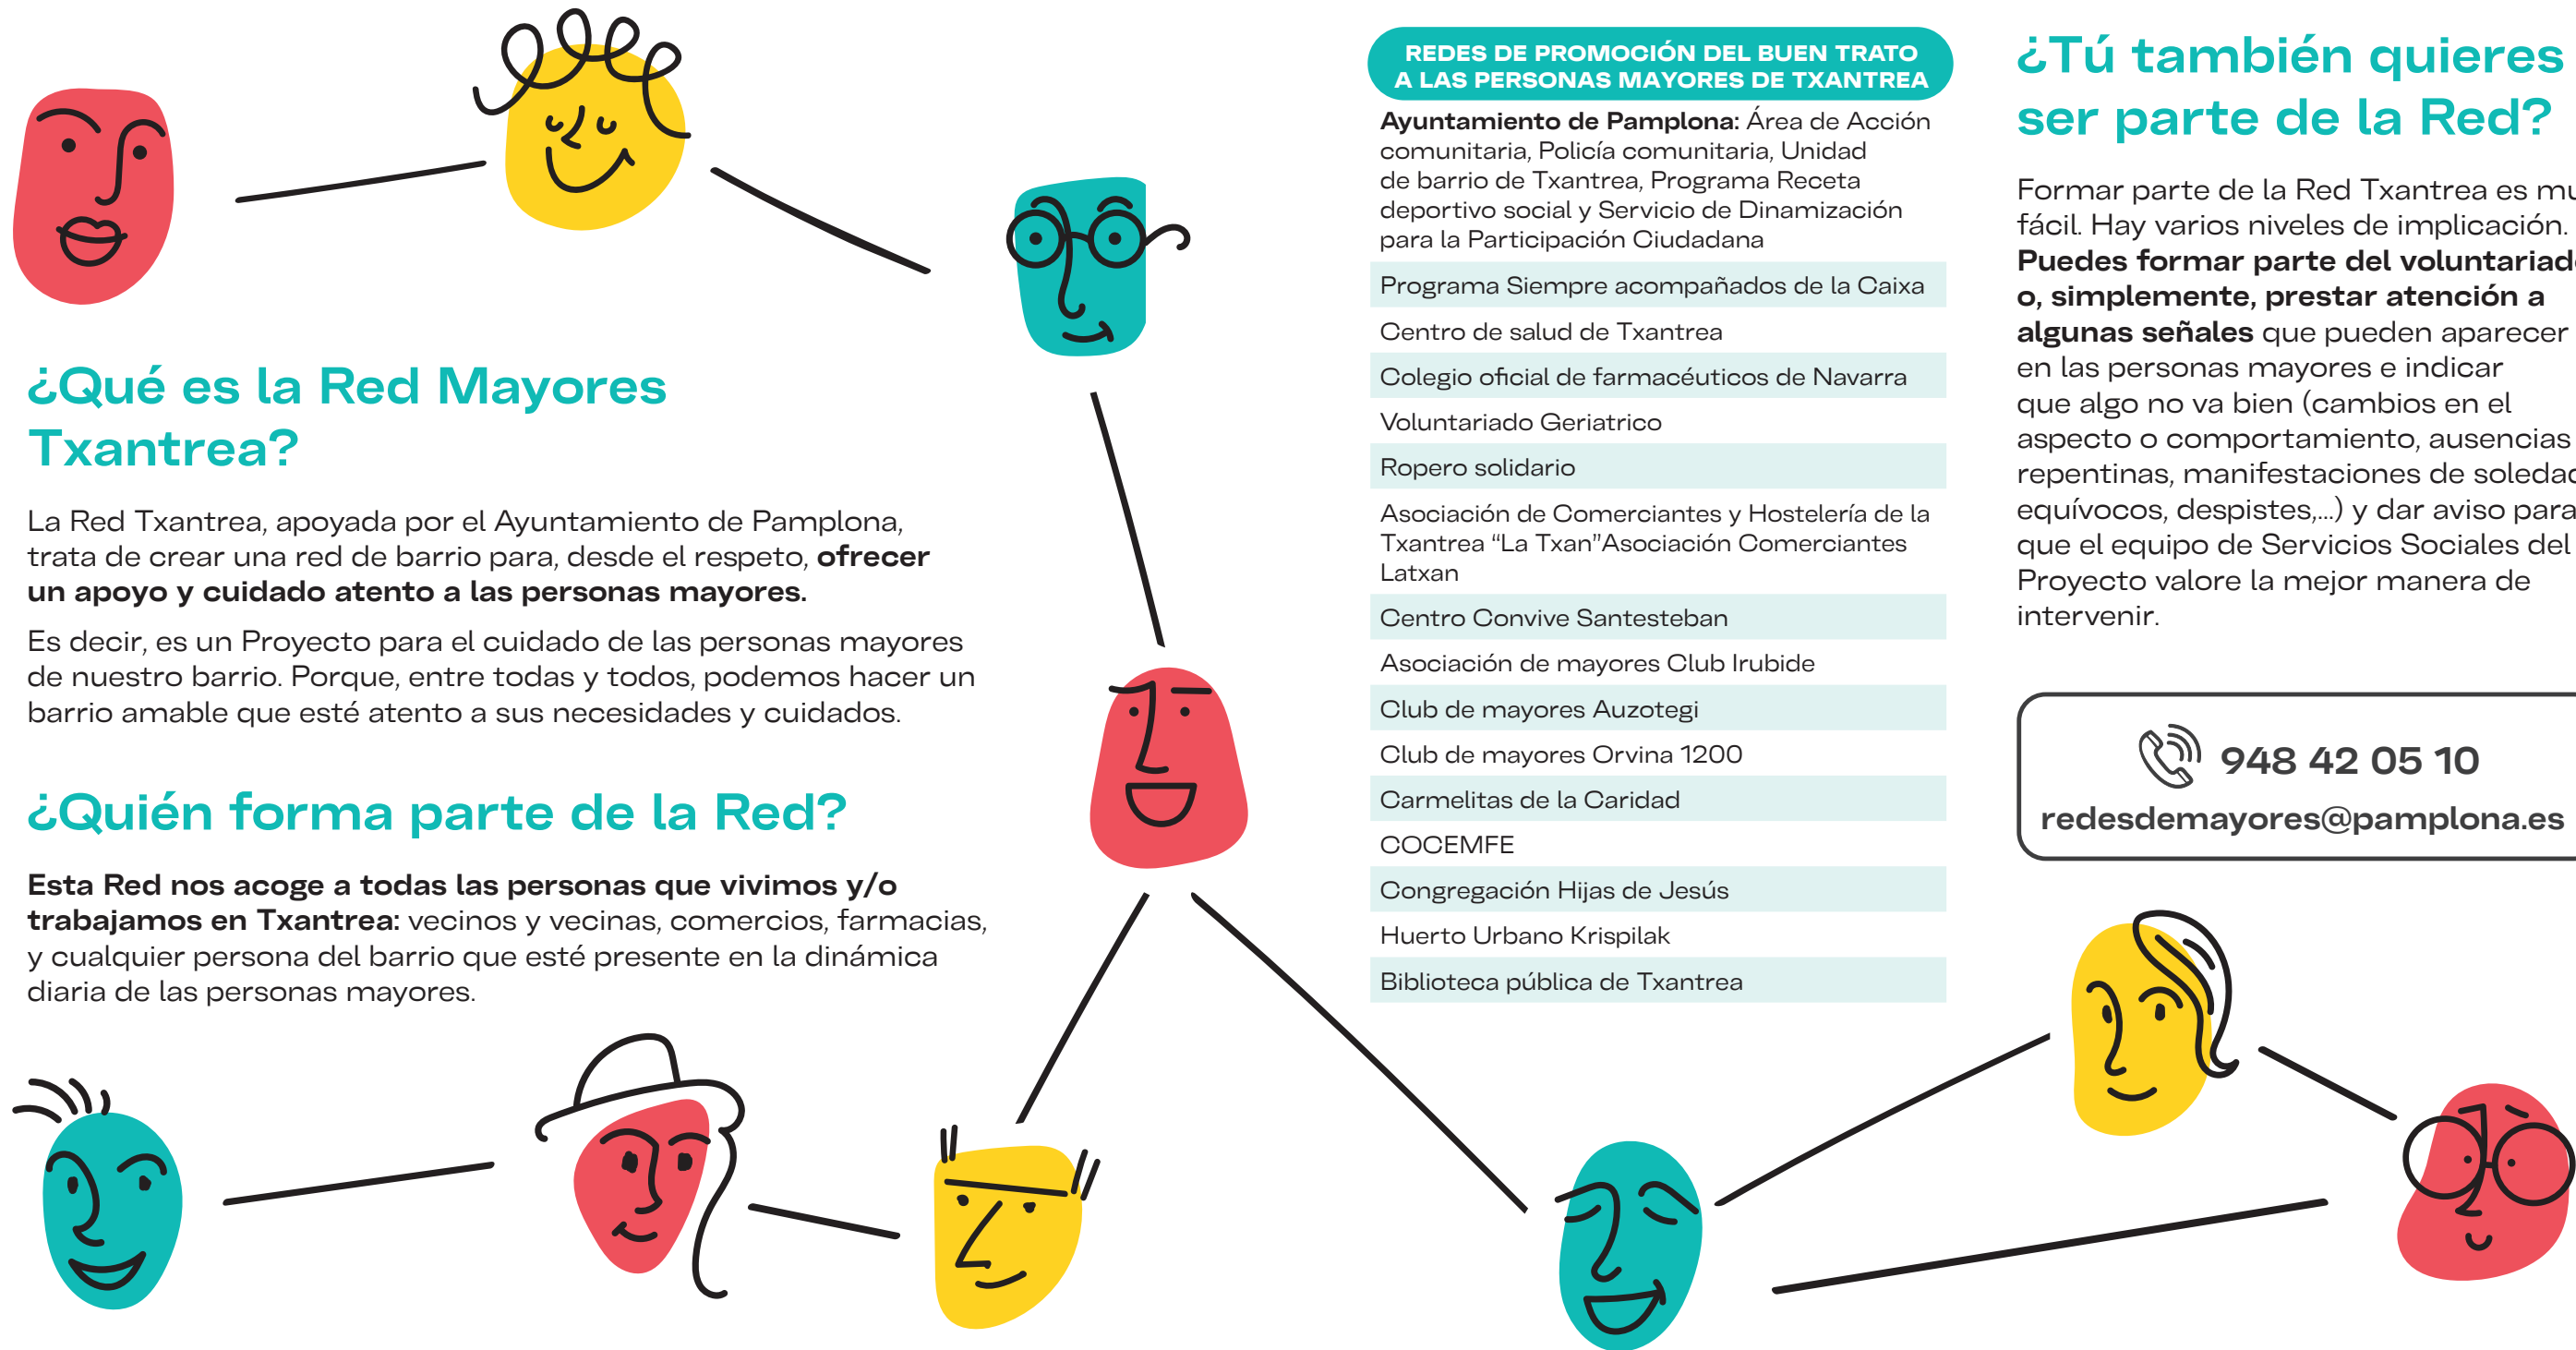 ¿Qué es la Red Mayores
Txantrea?
La Red Txantrea, apoyada por el Ayuntamiento de Pamplona,
trata de crear una red de barrio para, desde el respeto, ofrecer
un apoyo y cuidado atento a las personas mayores.
Es decir, es un Proyecto para el cuidado de las personas mayores
de nuestro barrio. Porque, entre todas y todos, podemos hacer un
barrio amable que esté atento a sus necesidades y cuidados.
¿Quién forma parte de la Red?
Esta Red nos acoge a todas las personas que vivimos y/o
trabajamos en Txantrea: vecinos y vecinas, comercios, farmacias,
y cualquier persona del barrio que esté presente en la dinámica
diaria de las personas mayores.
REDES DE PROMOCIÓN DEL BUEN TRATO
A LAS PERSONAS MAYORES DE TXANTREA
Ayuntamiento de Pamplona: Área de Acción
comunitaria, Policía comunitaria, Unidad
de barrio de Txantrea, Programa Receta
deportivo social y Servicio de Dinamización
para la Participación Ciudadana
Programa Siempre acompañados de la Caixa
Centro de salud de Txantrea
Colegio oficial de farmacéuticos de Navarra
Voluntariado Geriatrico
Ropero solidario
Asociación de Comerciantes y Hostelería de la
Txantrea “La Txan”Asociación Comerciantes
Latxan
Centro Convive Santesteban
Asociación de mayores Club Irubide
Club de mayores Auzotegi
Club de mayores Orvina 1200
Carmelitas de la Caridad
COCEMFE
Congregación Hijas de Jesús
Huerto Urbano Krispilak
Biblioteca pública de Txantrea
¿Tú también quieres
ser parte de la Red?
Formar parte de la Red Txantrea es mu
fácil. Hay varios niveles de implicación.
Puedes formar parte del voluntariad
o, simplemente, prestar atención a
algunas señales que pueden aparecer
en las personas mayores e indicar
que algo no va bien (cambios en el
aspecto o comportamiento, ausencias
repentinas, manifestaciones de soleda
equívocos, despistes,...) y dar aviso para
que el equipo de Servicios Sociales del
Proyecto valore la mejor manera de
intervenir.
948 42 05 10
redesdemayores@pamplona.es